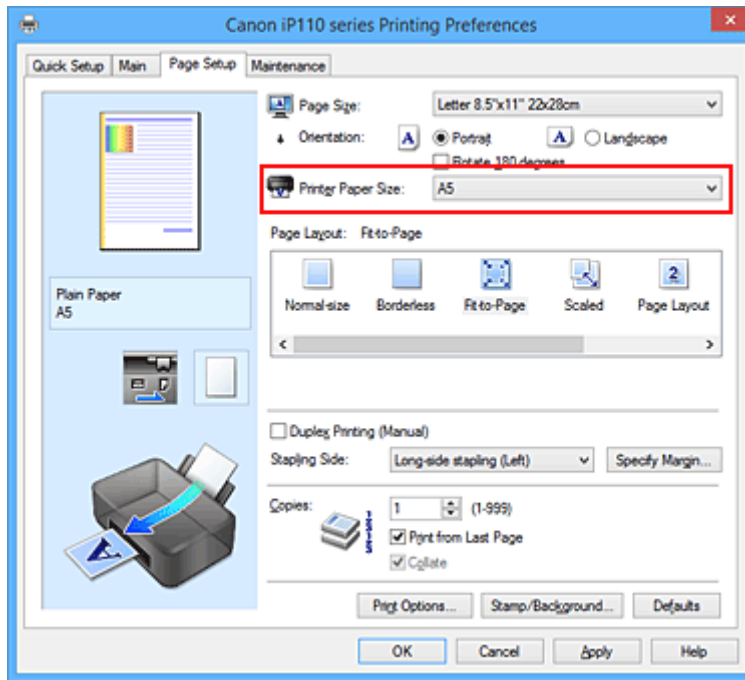 Canon iP110 series Printing Preferences
Quick Setup Main Page Setup Maintenance
Page Size: Letter 8.5"x11" 22x28cm
Orientation: A Portrait A Landscape
Rotate 180 degrees
Printer Paper Size: A5
Page Layout: Fit-to-Page
2
Normal-size Borderless Fit-to-Page Scaled Page Layout
Plain Paper
A5
Duplex Printing (Manual)
Stapling Side: Long-side stapling (Left) Specify Margin...
Copies: 1 (1-999)
Print from Last Page
Collate
A
Print Options... Stamp/Background... Defaults
OK Cancel Apply Help